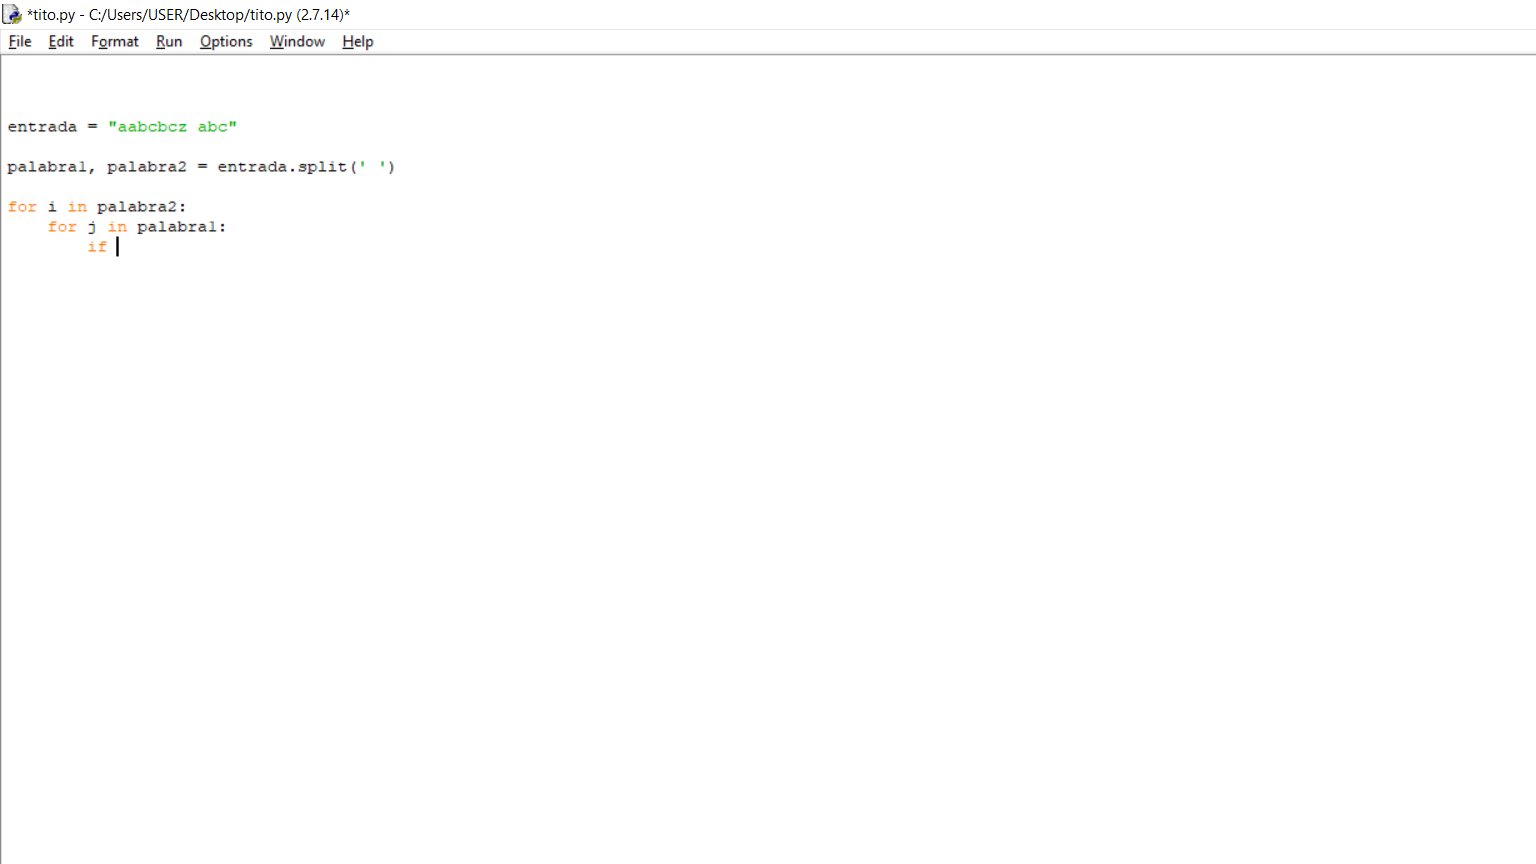 *tito.py - C:/Users/USER/Desktop/tito.py (2.7.14)*
File Edit Format Run Options Window Help
entrada = "aabcbcz abc"
palabra1, palabra2 = entrada.split(' ')
for i in palabra2:
    for j in palabra1:
        if